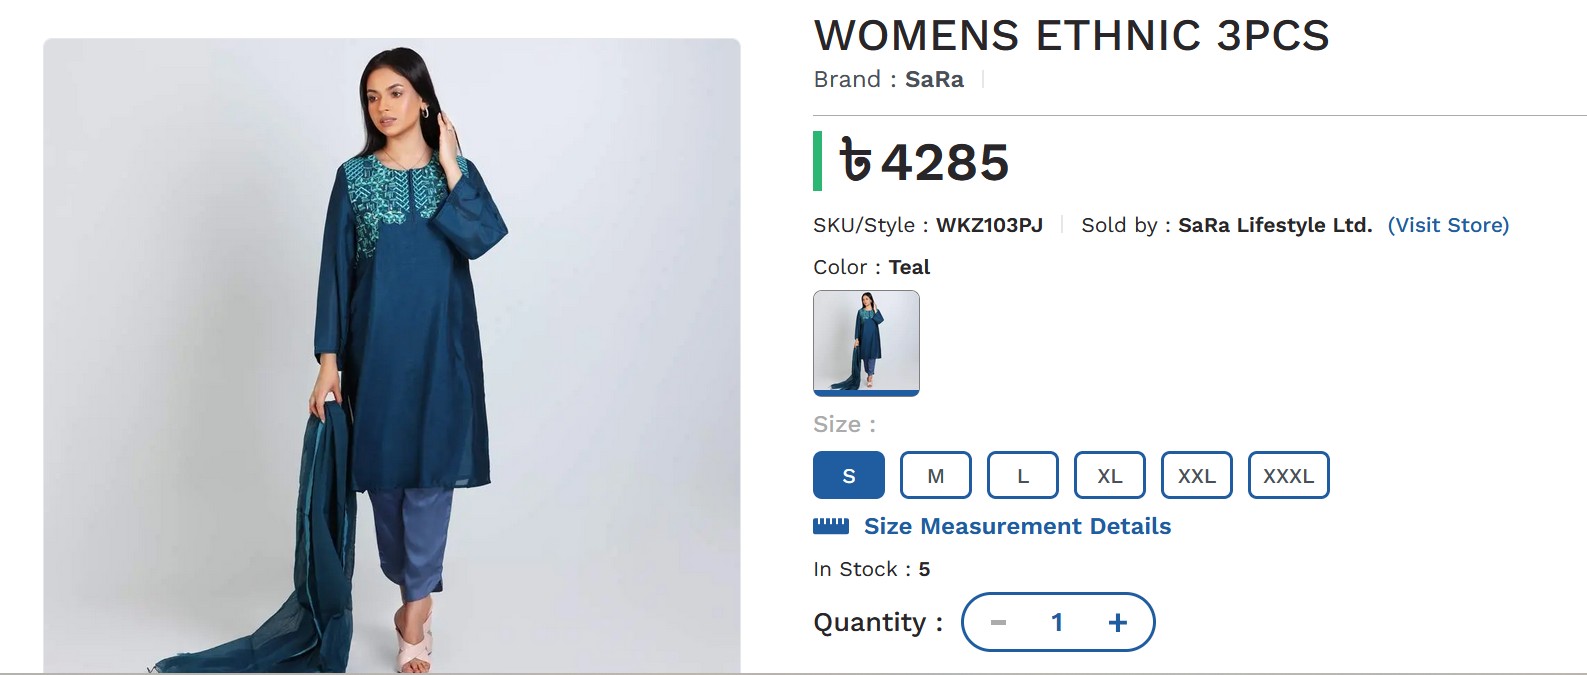 WOMENS ETHNIC 3PCS
Brand : SaRa
৳ 4285
SKU/Style : WKZ103PJ Sold by : SaRa Lifestyle Ltd. (Visit Store)
Color : Teal
Size :
S M L XL XXL XXXL
Size Measurement Details
In Stock : 5
Quantity : − 1 +